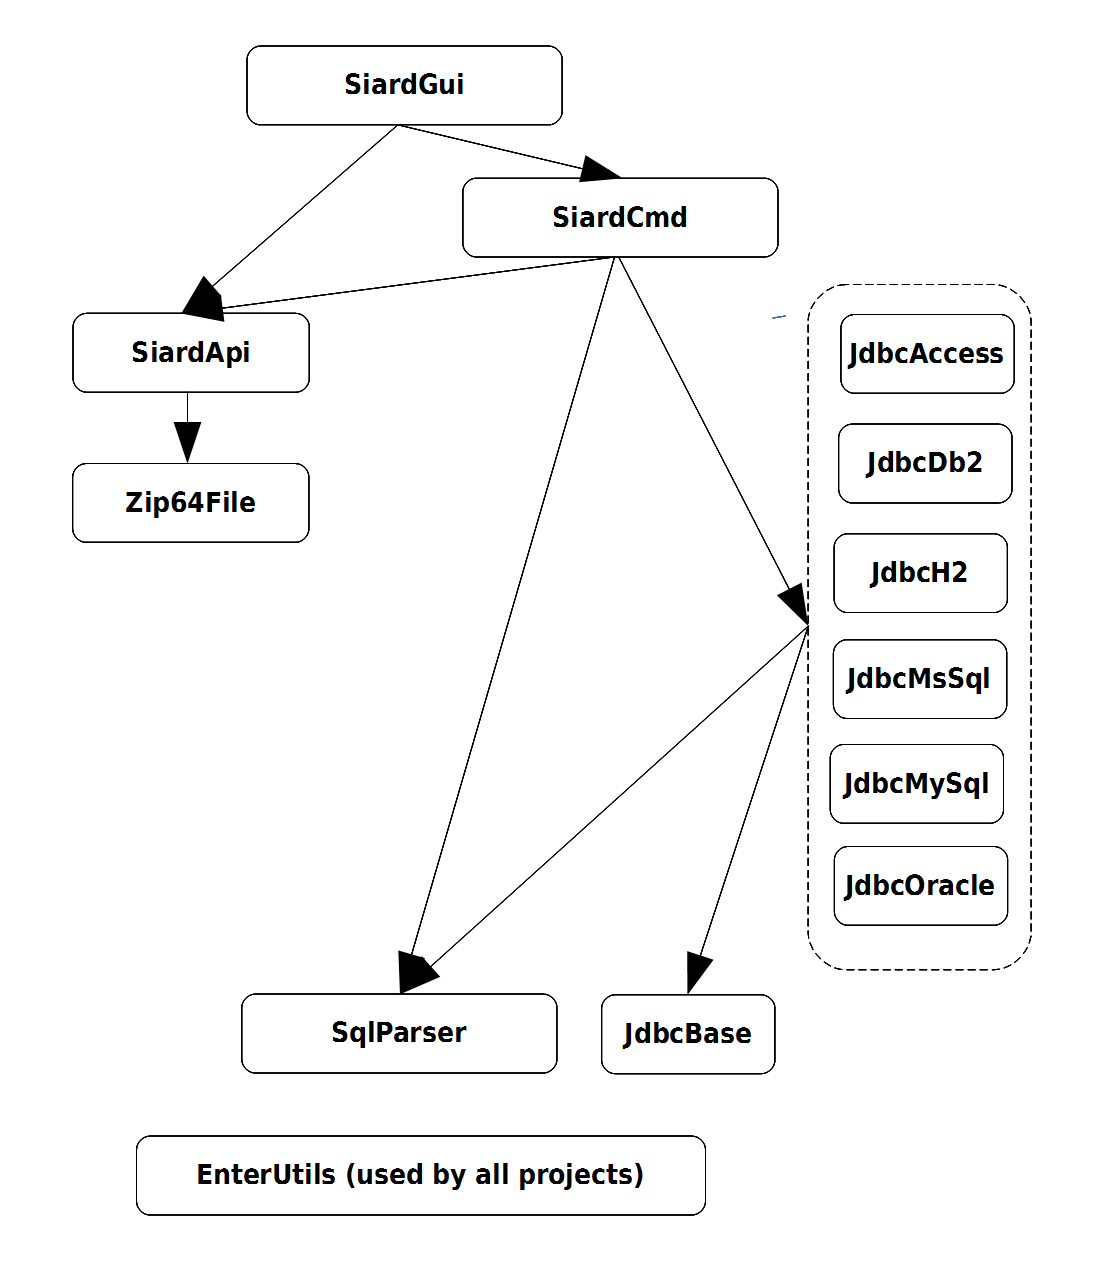 SiardGui
SiardCmd
SiardApi
Zip64File
JdbcAccess
JdbcDb2
JdbcH2
JdbcMsSql
JdbcMySql
JdbcOracle
SqlParser
JdbcBase
EnterUtils (used by all projects)